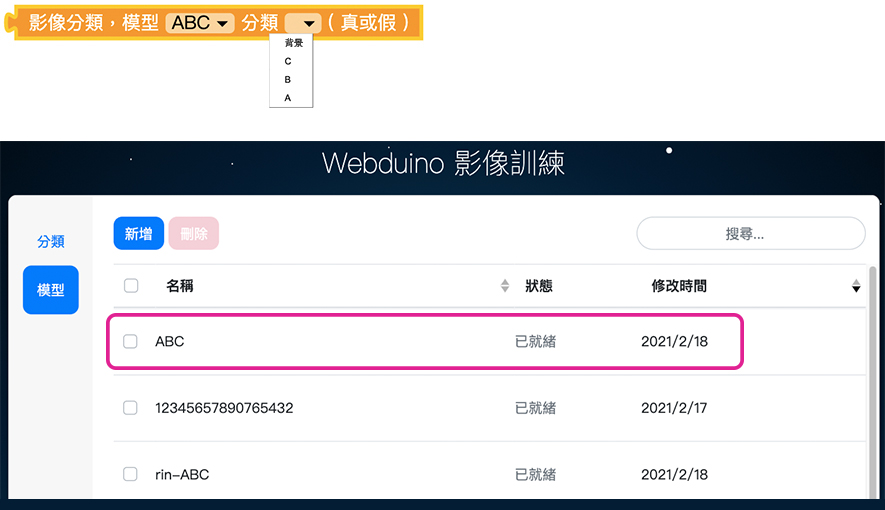 影像分類，模型 ABC 分類 （真或假）
背景
C
B
A
Webduino 影像訓練
分類
模型
新增 刪除 搜尋...
名稱 狀態 修改時間
ABC 已就緒 2021/2/18
12345657890765432 已就緒 2021/2/17
rin-ABC 已就緒 2021/2/18